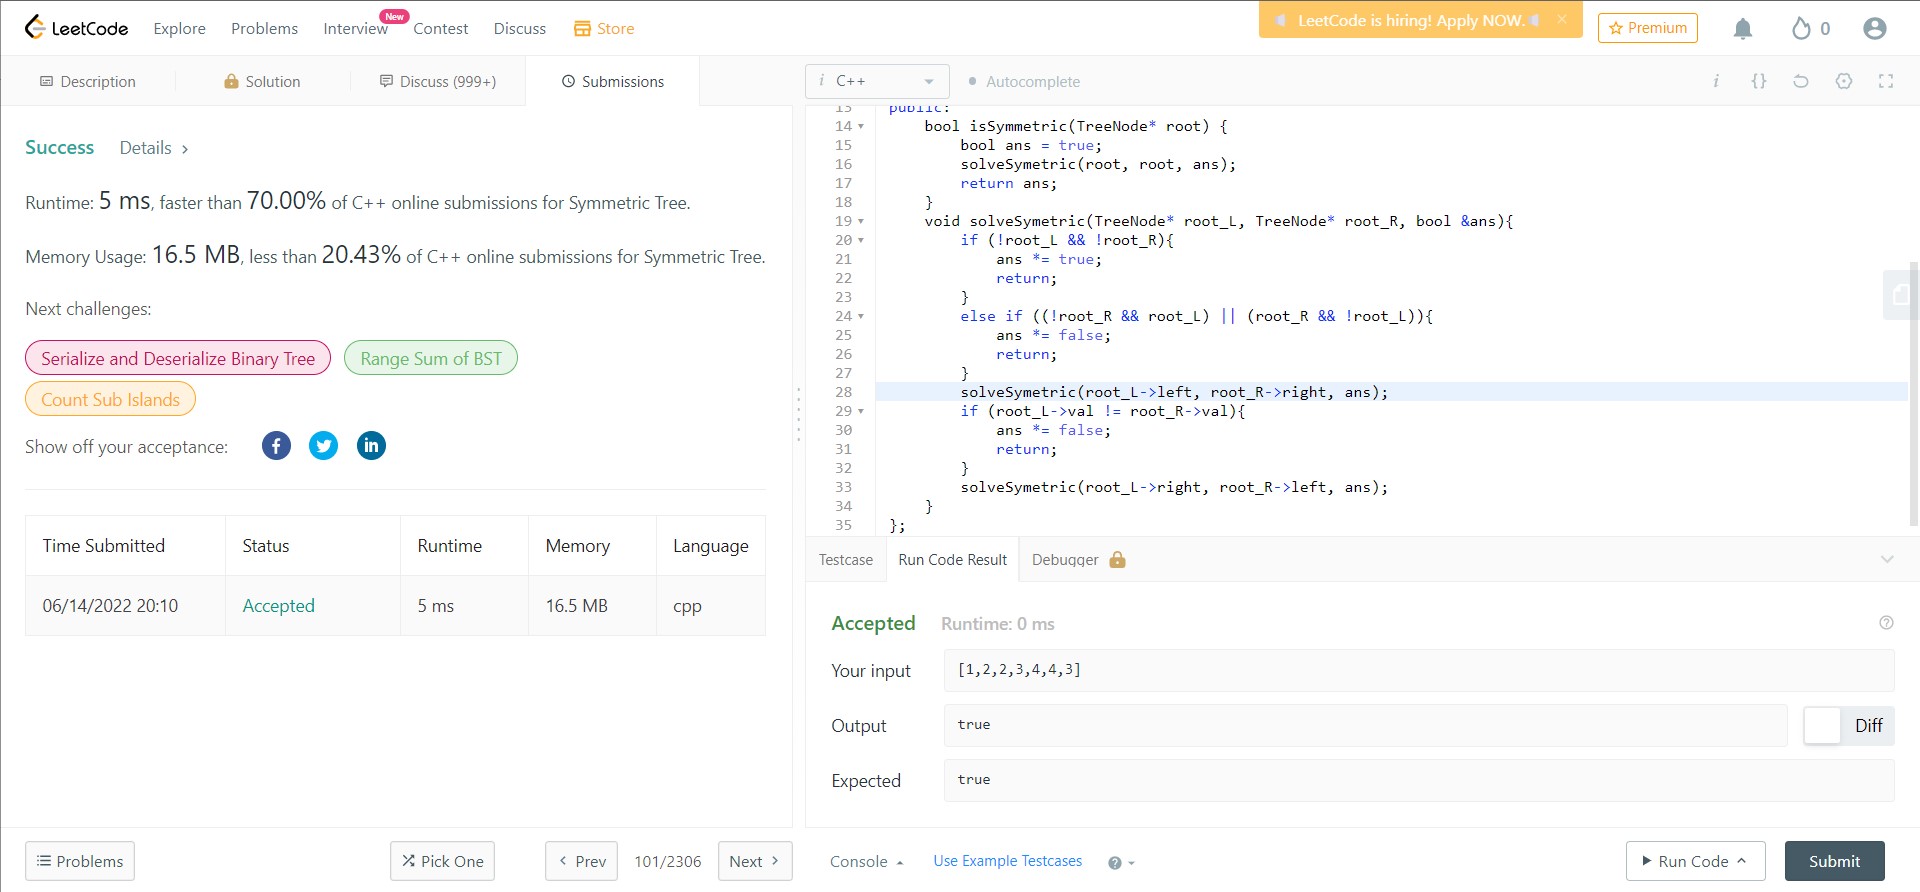 LeetCode Explore Problems Interview New Contest Discuss Store LeetCode is hiring! Apply NOW. × Premium 0
Description Solution Discuss (999+) Submissions
i C++ Autocomplete i {}
Success Details >
Runtime: 5 ms, faster than 70.00% of C++ online submissions for Symmetric Tree.
Memory Usage: 16.5 MB, less than 20.43% of C++ online submissions for Symmetric Tree.
Next challenges:
Serialize and Deserialize Binary Tree Range Sum of BST
Count Sub Islands
Show off your acceptance: f in
Time Submitted Status Runtime Memory Language
06/14/2022 20:10 Accepted 5 ms 16.5 MB cpp
Problems Pick One < Prev 101/2306 Next >
13 public:
14 bool isSymmetric(TreeNode* root) {
15 bool ans = true;
16 solveSymetric(root, root, ans);
17 return ans;
18 }
19 void solveSymetric(TreeNode* root_L, TreeNode* root_R, bool &ans){
20 if (!root_L && !root_R){
21 ans *= true;
22 return;
23 }
24 else if ((!root_R && root_L) || (root_R && !root_L)){
25 ans *= false;
26 return;
27 }
28 solveSymetric(root_L->left, root_R->right, ans);
29 if (root_L->val != root_R->val){
30 ans *= false;
31 return;
32 }
33 solveSymetric(root_L->right, root_R->left, ans);
34 }
35 };
Testcase Run Code Result Debugger
Accepted Runtime: 0 ms ?
Your input [1,2,2,3,4,4,3]
Output true Diff
Expected true
Console Use Example Testcases ? Run Code Submit